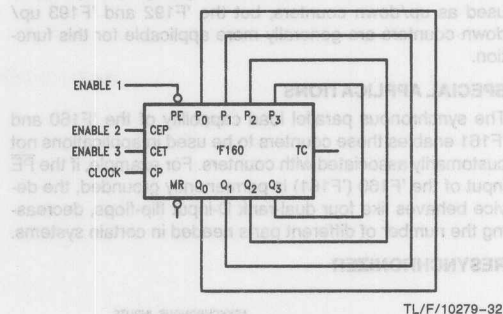 used as up/down counters, but the 'F192 and 'F193 up/
down counters are generally more applicable for this func-
tion.
ENABLE 1
SPECIAL APPLICATIONS
The synchronous parallel load capability of the 'F160 and
'F161 enables these counters to be used in applications not
customarily associated with counters. For example, if the PE
input of the 'F160 ('F161) is permanently grounded, the de-
vice behaves like four dual-rank D-input flip-flops, decreas-
ing the number of different parts needed in certain systems.
RESYNCHRONIZER
PE P0 P1 P2 P3
ENABLE 2 CEP
ENABLE 3 CET
'F160 TC
CLOCK CP
MR Q0 Q1 Q2 Q3
TL/F/10279-32